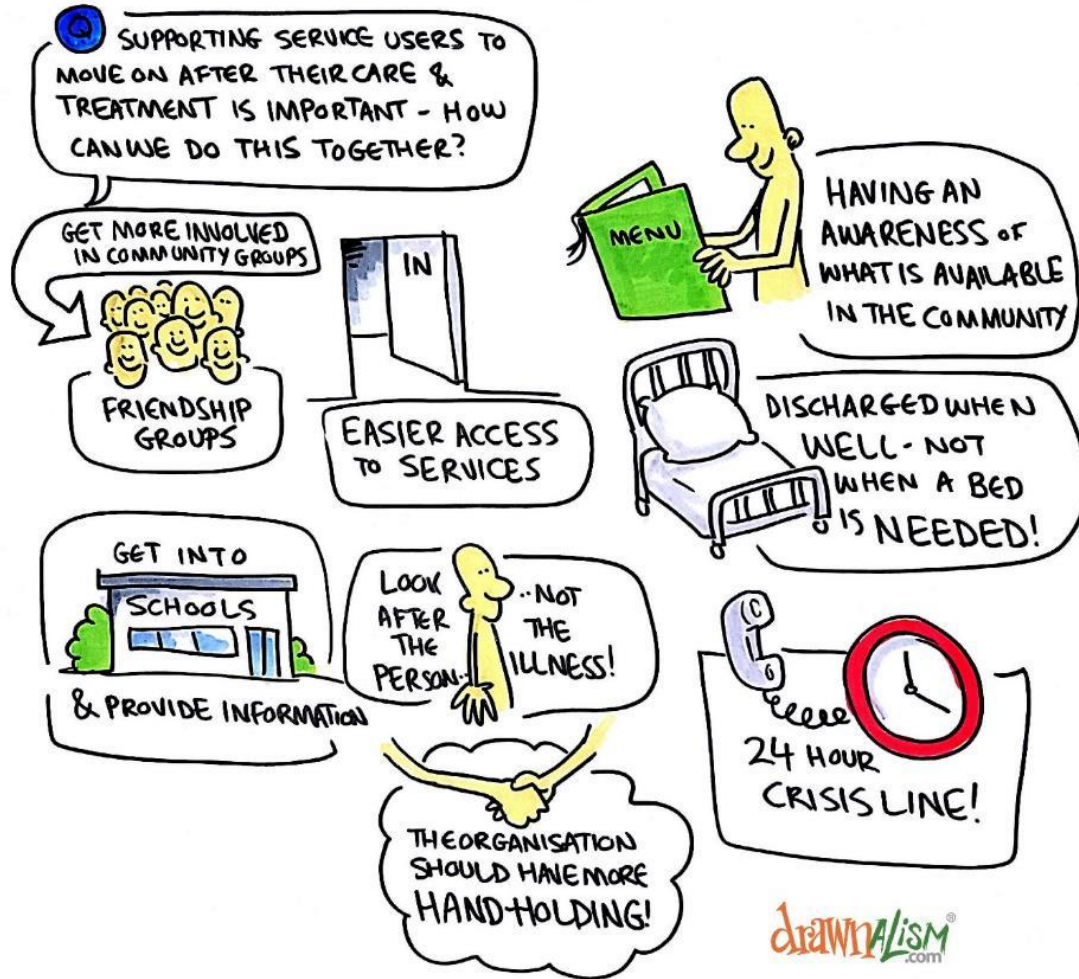 Q SUPPORTING SERVICE USERS TO
MOVE ON AFTER THEIR CARE &
TREATMENT IS IMPORTANT - HOW
CAN WE DO THIS TOGETHER?
GET MORE INVOLVED
IN COMMUNITY GROUPS
FRIENDSHIP
GROUPS
IN
EASIER ACCESS
TO SERVICES
MENU
HAVING AN
AWARENESS OF
WHAT IS AVAILABLE
IN THE COMMUNITY
DISCHARGED WHEN
WELL - NOT
WHEN A BED
IS NEEDED!
GET INTO
SCHOOLS
& PROVIDE INFORMATION
LOOK
AFTER
THE
PERSON..
..NOT
THE
ILLNESS!
THE ORGANISATION
SHOULD HAVE MORE
HAND-HOLDING!
24 HOUR
CRISIS LINE!
drawnALISM®
.com